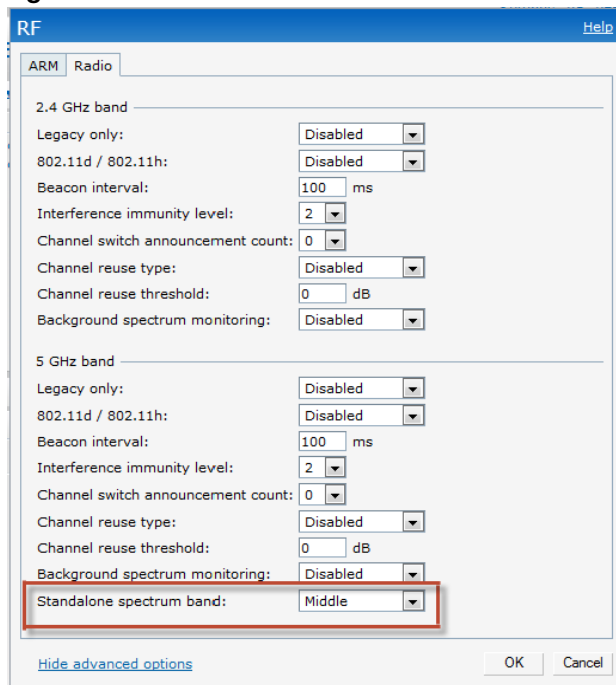 RF Help
ARM Radio
2.4 GHz band
Legacy only: Disabled
802.11d / 802.11h: Disabled
Beacon interval: 100 ms
Interference immunity level: 2
Channel switch announcement count: 0
Channel reuse type: Disabled
Channel reuse threshold: 0 dB
Background spectrum monitoring: Disabled
5 GHz band
Legacy only: Disabled
802.11d / 802.11h: Disabled
Beacon interval: 100 ms
Interference immunity level: 2
Channel switch announcement count: 0
Channel reuse type: Disabled
Channel reuse threshold: 0 dB
Background spectrum monitoring: Disabled
Standalone spectrum band: Middle
Hide advanced options OK Cancel